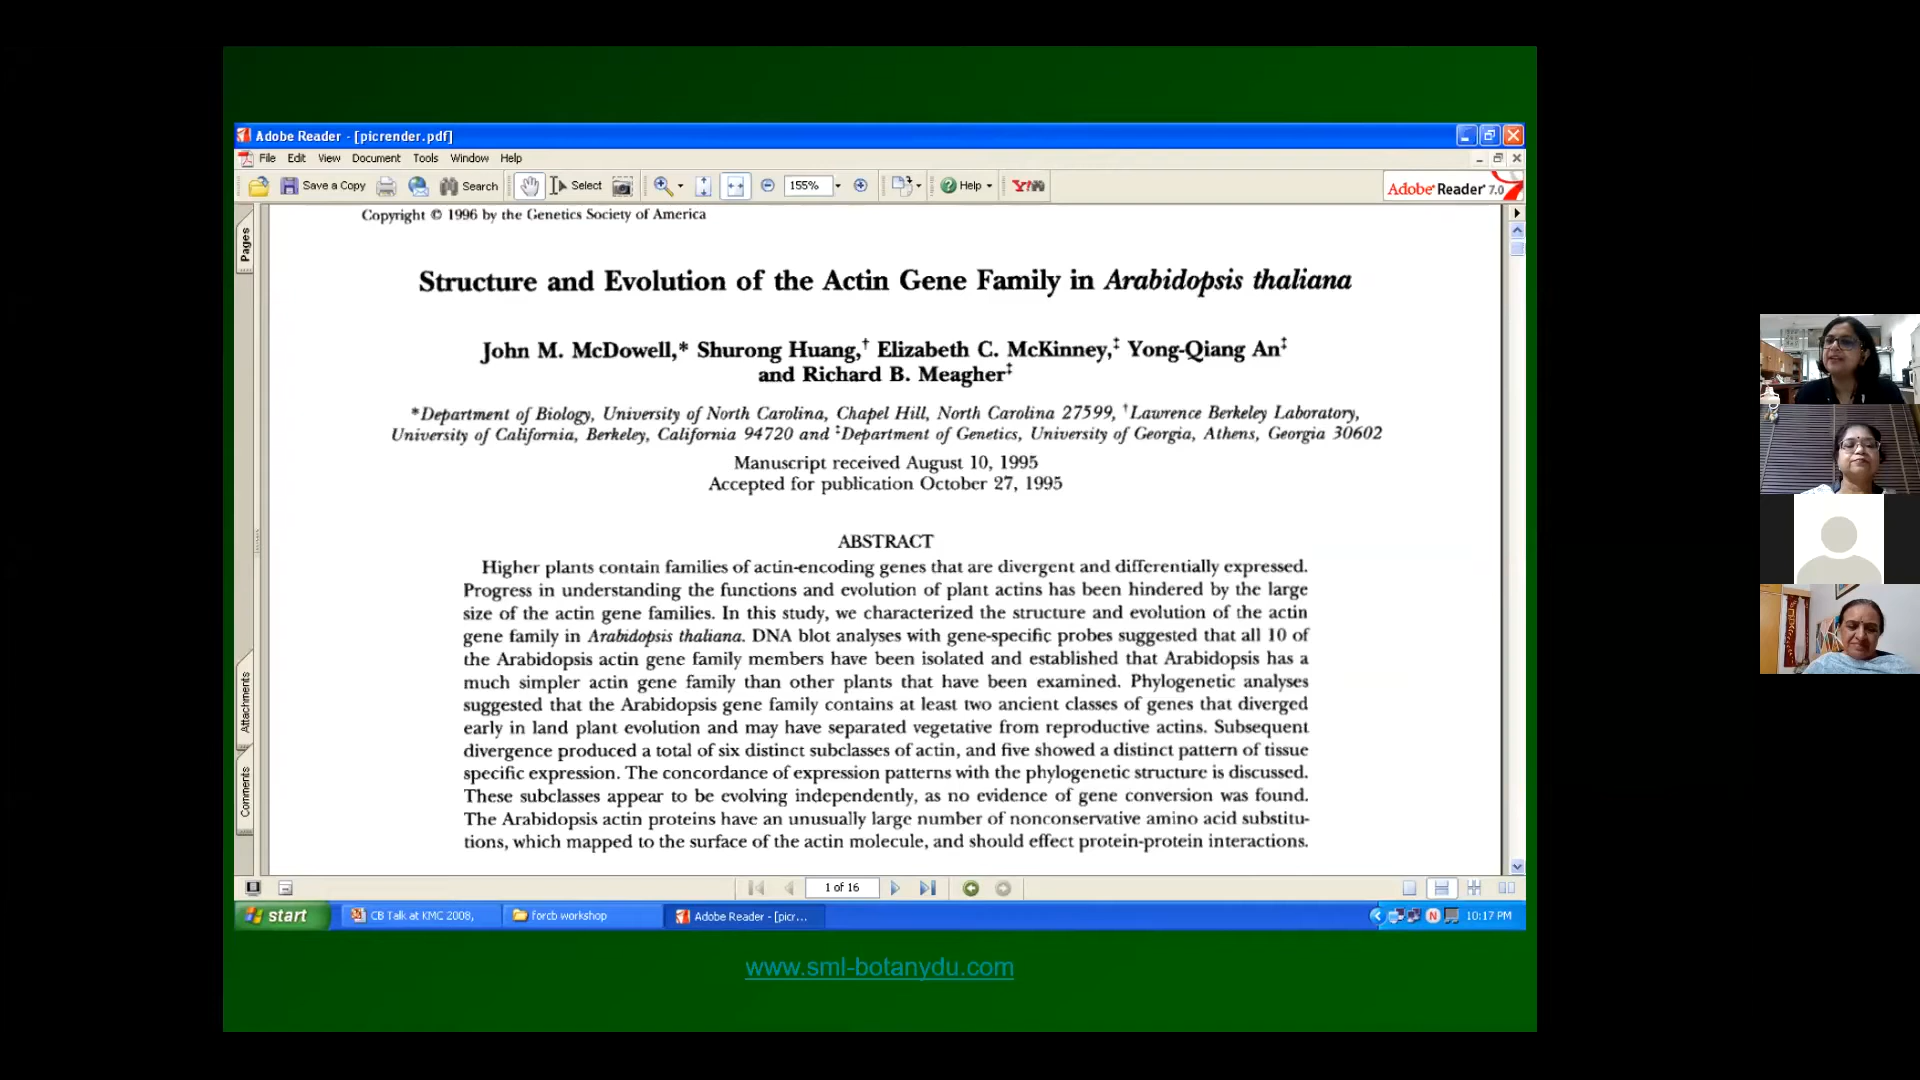 Adobe Reader - [picrender.pdf]
File Edit View Document Tools Window Help
Save a Copy Search Select 155% Help Y! Adobe Reader 7.0
Pages
Attachments
Comments
Copyright © 1996 by the Genetics Society of America
Structure and Evolution of the Actin Gene Family in Arabidopsis thaliana
John M. McDowell,* Shurong Huang,† Elizabeth C. McKinney,‡ Yong-Qiang An‡
and Richard B. Meagher‡
*Department of Biology, University of North Carolina, Chapel Hill, North Carolina 27599, †Lawrence Berkeley Laboratory,
University of California, Berkeley, California 94720 and ‡Department of Genetics, University of Georgia, Athens, Georgia 30602
Manuscript received August 10, 1995
Accepted for publication October 27, 1995
ABSTRACT
Higher plants contain families of actin-encoding genes that are divergent and differentially expressed.
Progress in understanding the functions and evolution of plant actins has been hindered by the large
size of the actin gene families. In this study, we characterized the structure and evolution of the actin
gene family in Arabidopsis thaliana. DNA blot analyses with gene-specific probes suggested that all 10 of
the Arabidopsis actin gene family members have been isolated and established that Arabidopsis has a
much simpler actin gene family than other plants that have been examined. Phylogenetic analyses
suggested that the Arabidopsis gene family contains at least two ancient classes of genes that diverged
early in land plant evolution and may have separated vegetative from reproductive actins. Subsequent
divergence produced a total of six distinct subclasses of actin, and five showed a distinct pattern of tissue
specific expression. The concordance of expression patterns with the phylogenetic structure is discussed.
These subclasses appear to be evolving independently, as no evidence of gene conversion was found.
The Arabidopsis actin proteins have an unusually large number of nonconservative amino acid substitu-
tions, which mapped to the surface of the actin molecule, and should effect protein-protein interactions.
1 of 16
start CB Talk at KMC 2008, forcb workshop Adobe Reader - [picr... N 10:17 PM
www.sml-botanydu.com